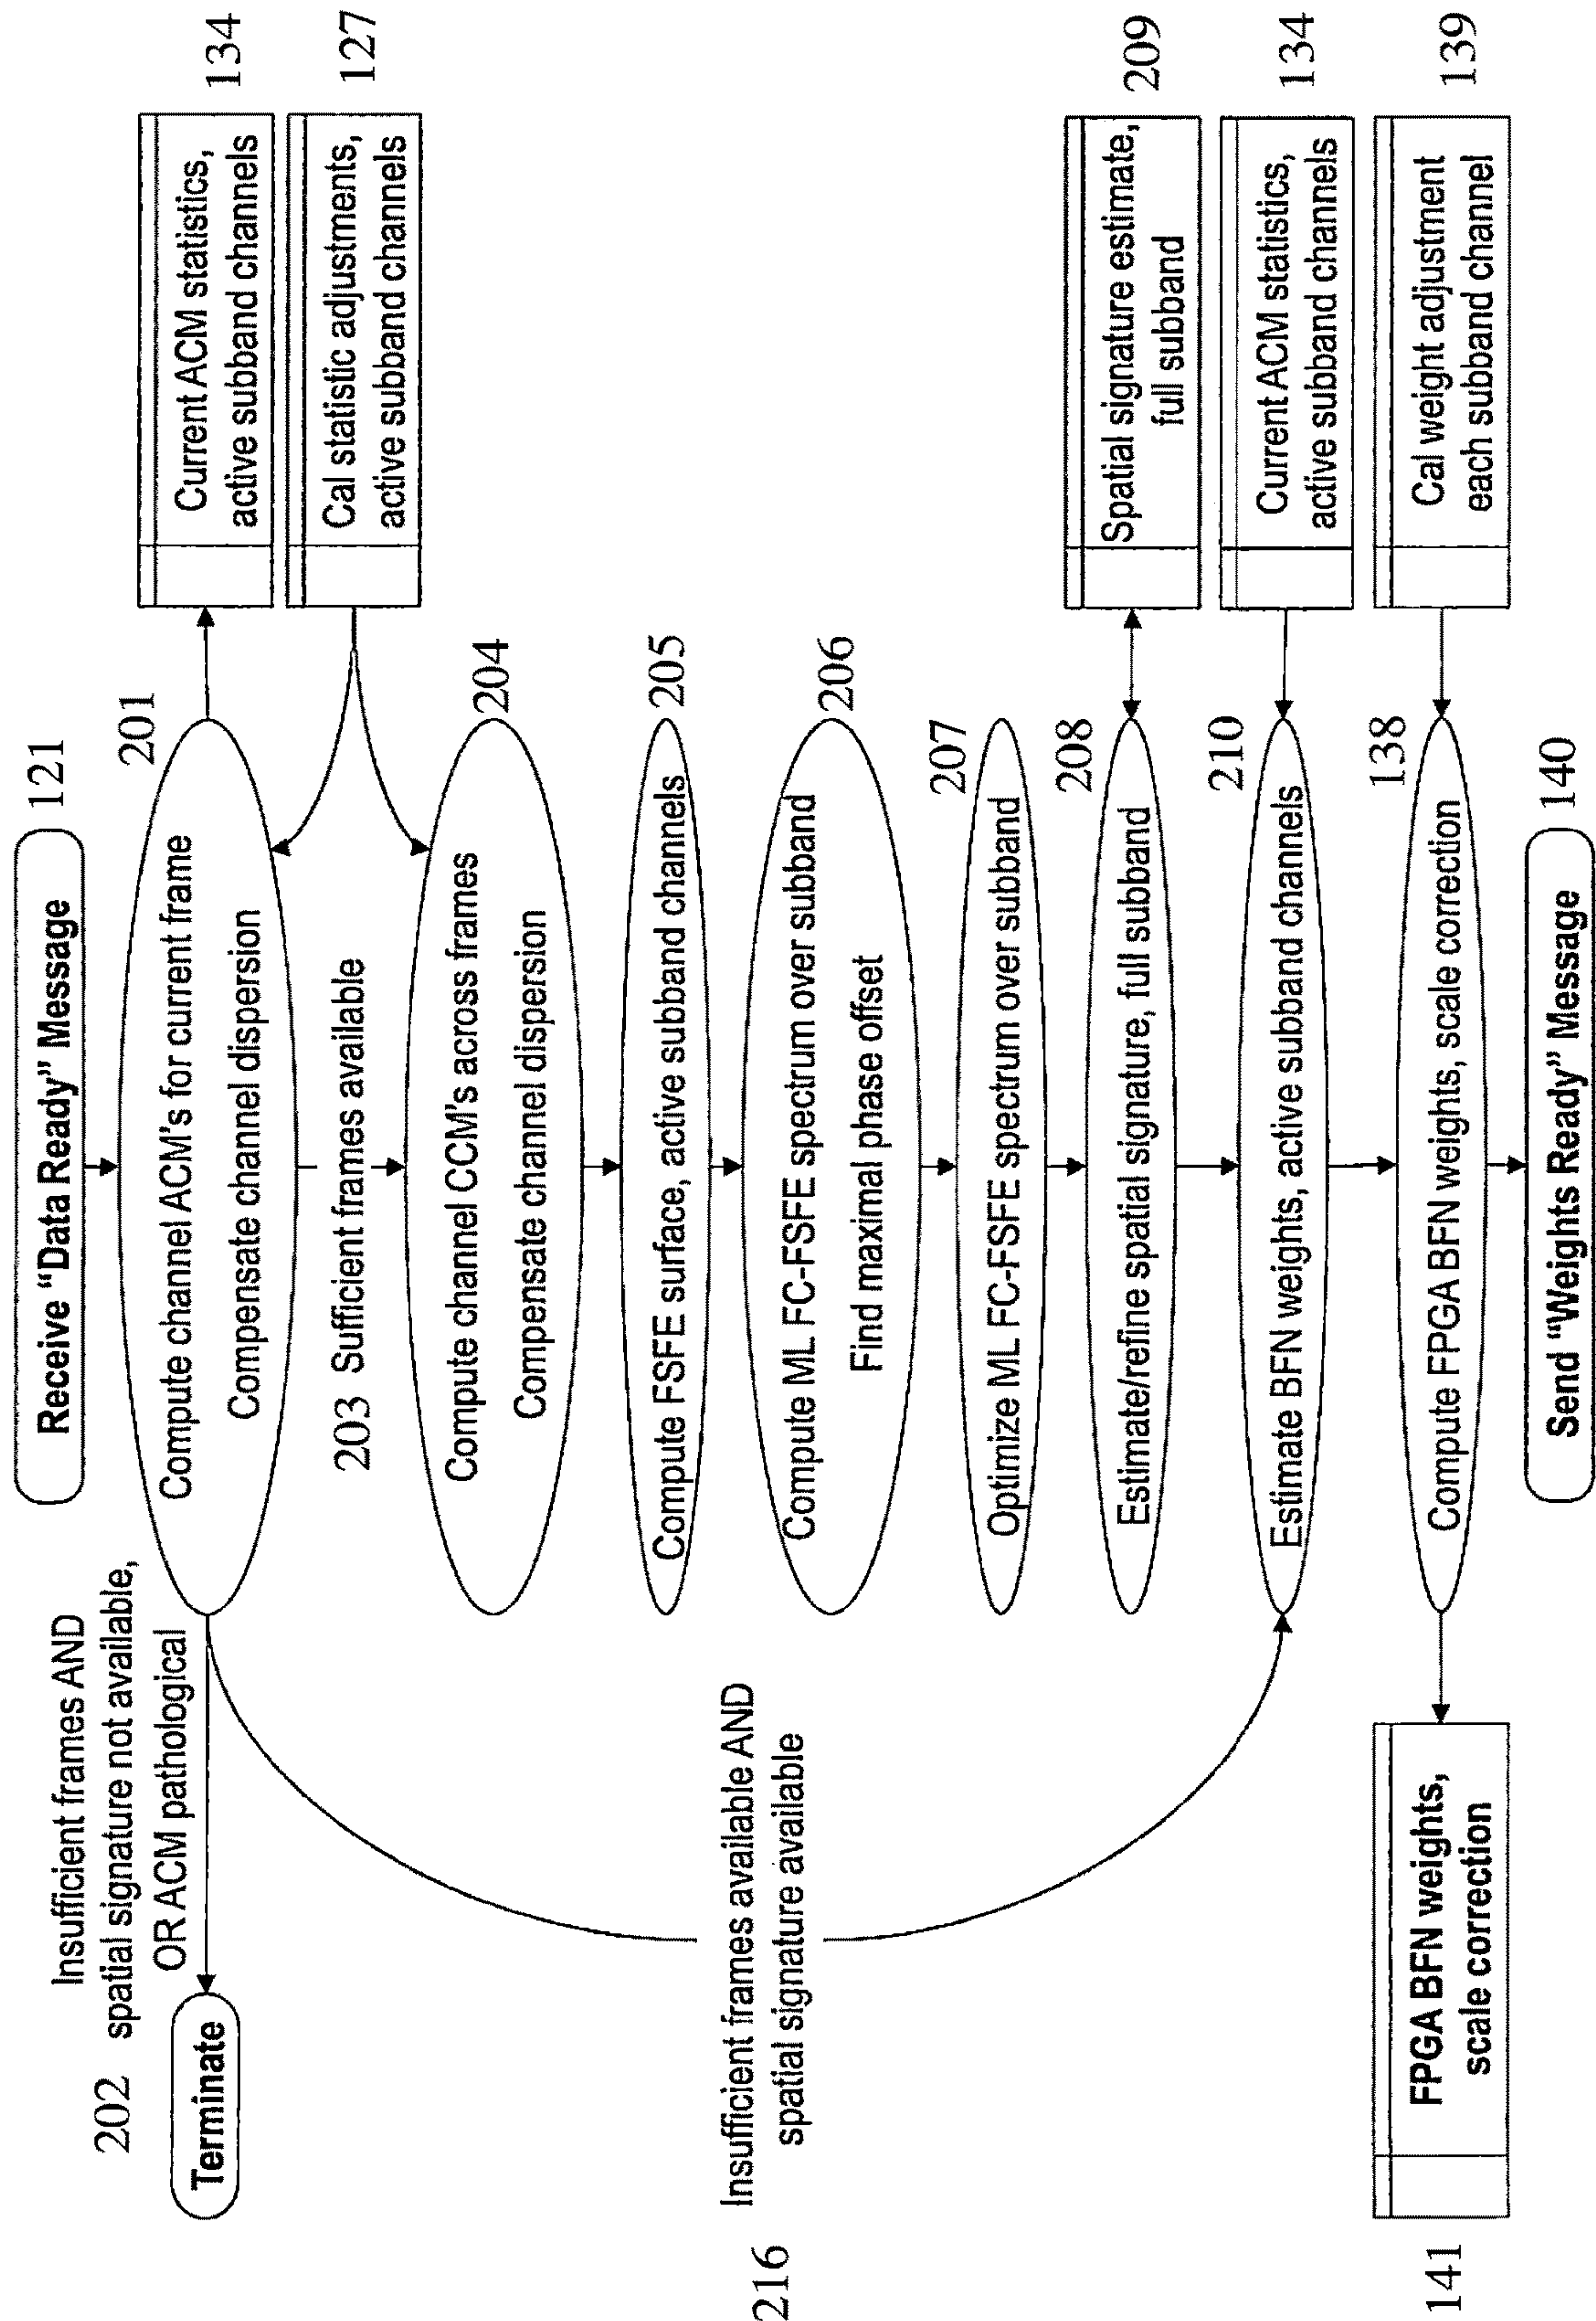 Receive "Data Ready" Message
121
Insufficient frames AND
202 spatial signature not available,
OR ACM pathological
Terminate
201
Compute channel ACM's for current frame
Compensate channel dispersion
Current ACM statistics,
active subband channels
134
Cal statistic adjustments,
active subband channels
127
203 Sufficient frames available
204
Compute channel CCM's across frames
Compensate channel dispersion
205
Compute FSFE surface, active subband channels
206
Compute ML FC-FSFE spectrum over subband
Find maximal phase offset
207
Optimize ML FC-FSFE spectrum over subband
216
Insufficient frames available AND
spatial signature available
208
Estimate/refine spatial signature, full subband
Spatial signature estimate,
full subband
209
210
Estimate BFN weights, active subband channels
Current ACM statistics,
active subband channels
134
141
FPGA BFN weights,
scale correction
138
Compute FPGA BFN weights, scale correction
Cal weight adjustment
each subband channel
139
Send "Weights Ready" Message
140